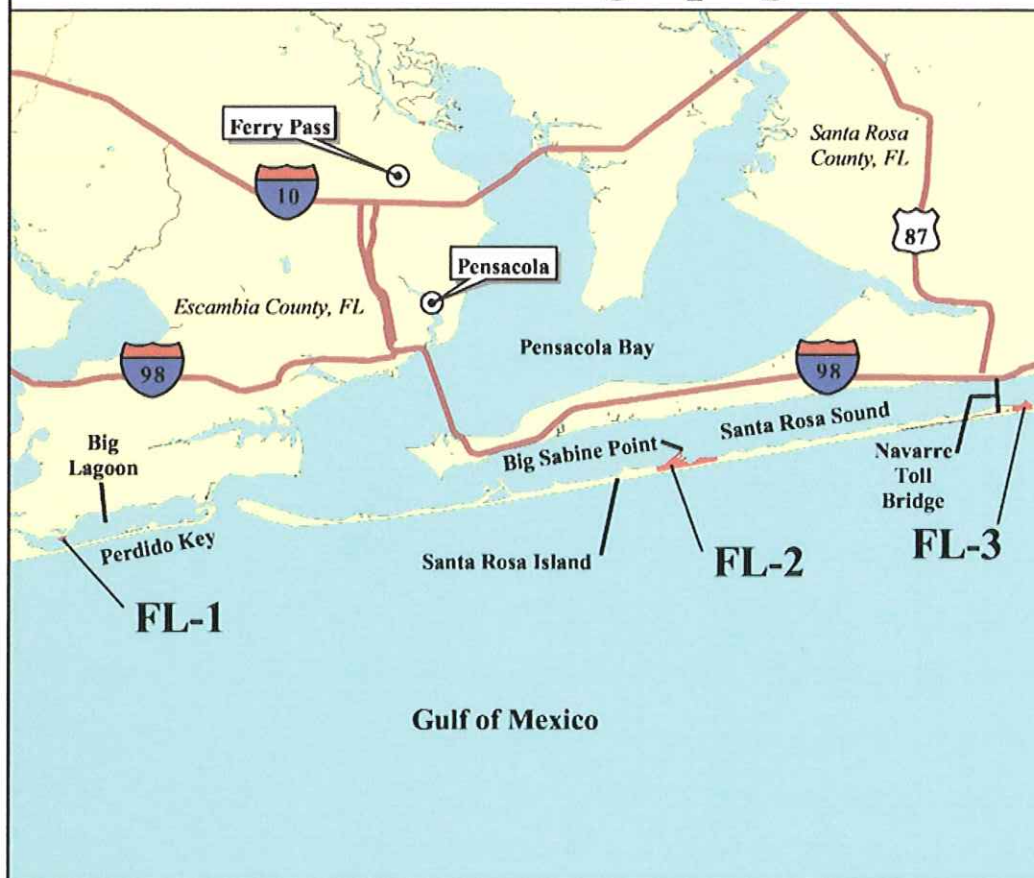 Ferry Pass
Santa Rosa
County, FL
10
87
Pensacola
Escambia County, FL
Pensacola Bay
98
98
Big
Lagoon
Big Sabine Point
Santa Rosa Sound
Navarre
Toll
Bridge
Perdido Key
Santa Rosa Island
FL-2
FL-3
FL-1
Gulf of Mexico